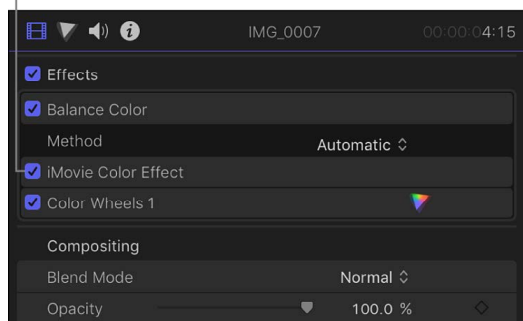 IMG_0007 00:00:04:15
Effects
Balance Color
Method Automatic
iMovie Color Effect
Color Wheels 1
Compositing
Blend Mode Normal
Opacity 100.0 %